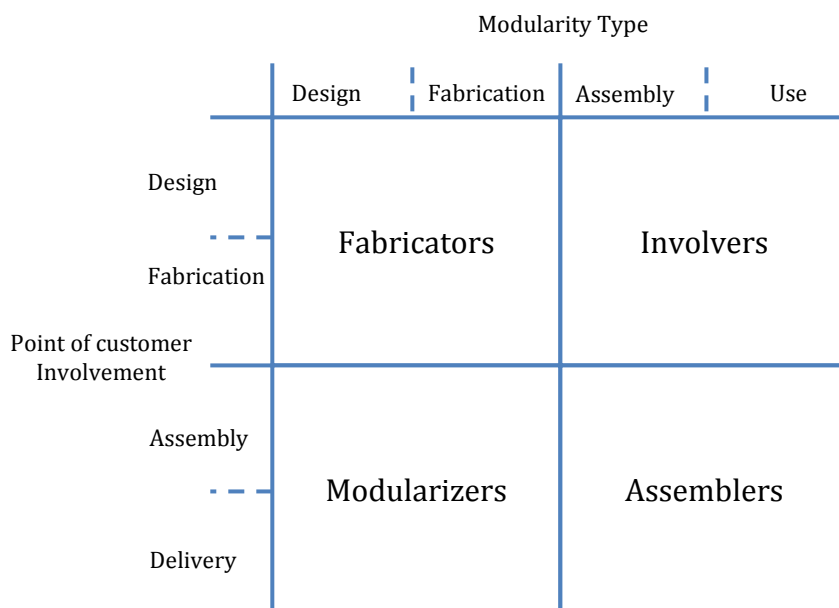 Modularity Type
Design Fabrication Assembly Use
Design
Fabricators Involvers
Fabrication
Point of customer
Involvement
Assembly
Modularizers Assemblers
Delivery